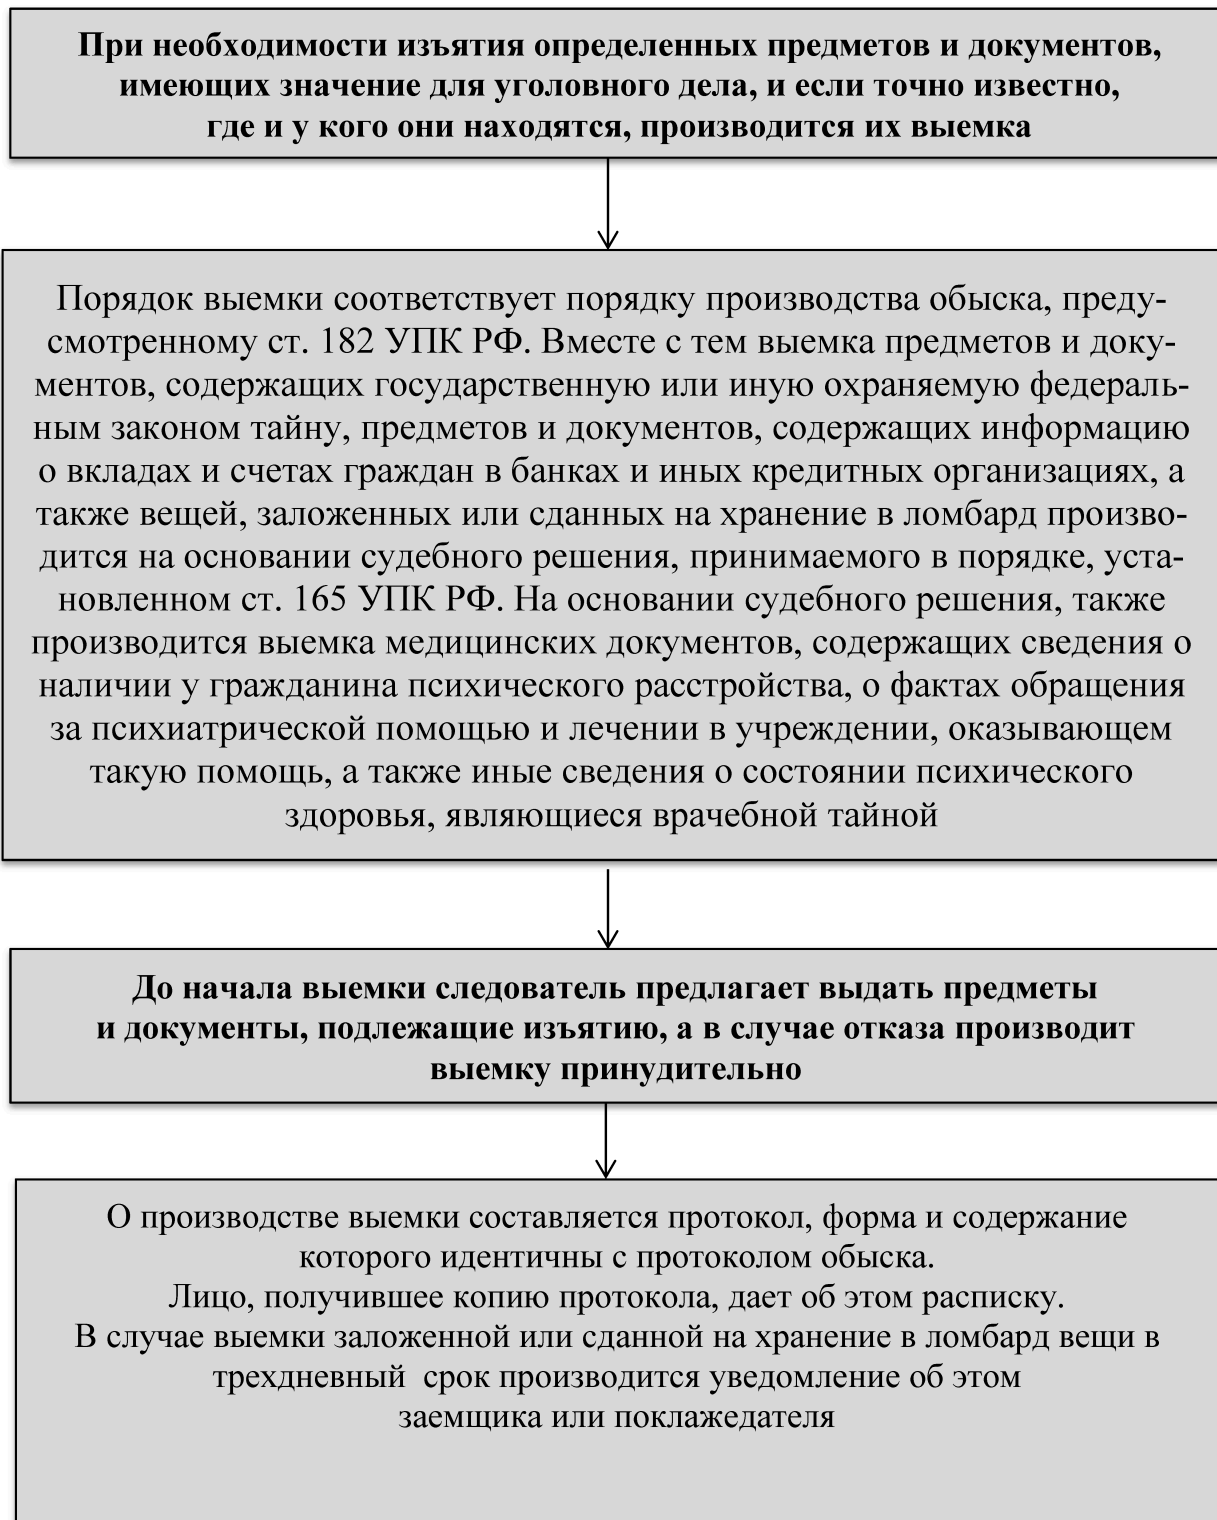 При необходимости изъятия определенных предметов и документов,
имеющих значение для уголовного дела, и если точно известно,
где и у кого они находятся, производится их выемка
Порядок выемки соответствует порядку производства обыска, преду-
смотренному ст. 182 УПК РФ. Вместе с тем выемка предметов и доку-
ментов, содержащих государственную или иную охраняемую федераль-
ным законом тайну, предметов и документов, содержащих информацию
о вкладах и счетах граждан в банках и иных кредитных организациях, а
также вещей, заложенных или сданных на хранение в ломбард произво-
дится на основании судебного решения, принимаемого в порядке, уста-
новленном ст. 165 УПК РФ. На основании судебного решения, также
производится выемка медицинских документов, содержащих сведения о
наличии у гражданина психического расстройства, о фактах обращения
за психиатрической помощью и лечении в учреждении, оказывающем
такую помощь, а также иные сведения о состоянии психического
здоровья, являющиеся врачебной тайной
До начала выемки следователь предлагает выдать предметы
и документы, подлежащие изъятию, а в случае отказа производит
выемку принудительно
О производстве выемки составляется протокол, форма и содержание
которого идентичны с протоколом обыска.
Лицо, получившее копию протокола, дает об этом расписку.
В случае выемки заложенной или сданной на хранение в ломбард вещи в
трехдневный срок производится уведомление об этом
заемщика или поклажедателя